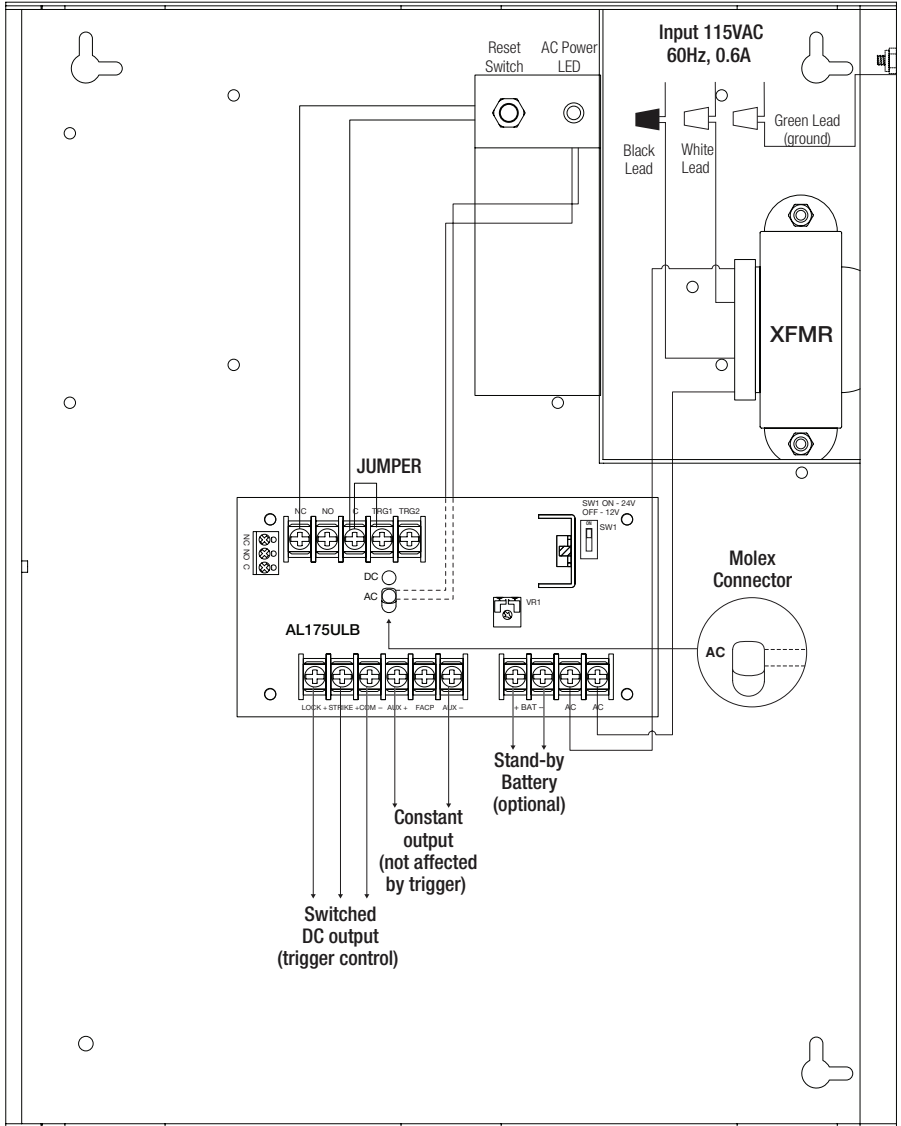 Input 115VAC
60Hz, 0.6A
Reset
Switch
AC Power
LED
Black
Lead
White
Lead
Green Lead
(ground)
XFMR
JUMPER
NC NO C TRG1 TRG2
NC NO C
SW1 ON - 24V
OFF - 12V
ON
SW1
DC
AC
VR1
AL175ULB
Molex
Connector
AC
LOCK + STRIKE + COM – AUX + FACP AUX –
+ BAT – AC AC
Stand-by
Battery
(optional)
Constant
output
(not affected
by trigger)
Switched
DC output
(trigger control)